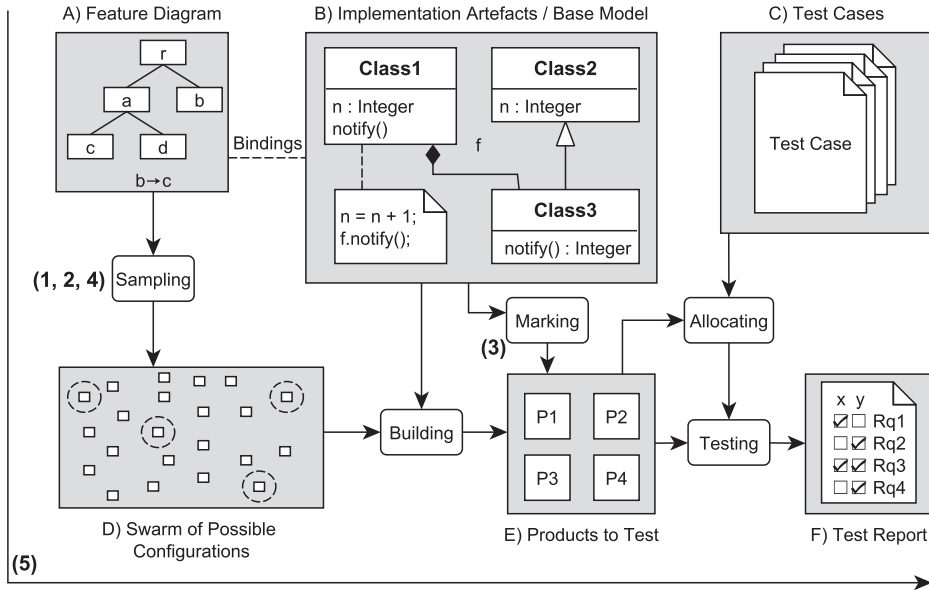 A) Feature Diagram
B) Implementation Artefacts / Base Model
C) Test Cases
r
a
b
c
d
b→c
Bindings
Class1
n : Integer
notify()
Class2
n : Integer
f
n = n + 1;
f.notify();
Class3
notify() : Integer
Test Case
(1, 2, 4)
Sampling
Marking
(3)
Allocating
Building
P1
P2
P3
P4
Testing
x y
Rq1
Rq2
Rq3
Rq4
D) Swarm of Possible
Configurations
E) Products to Test
F) Test Report
(5)